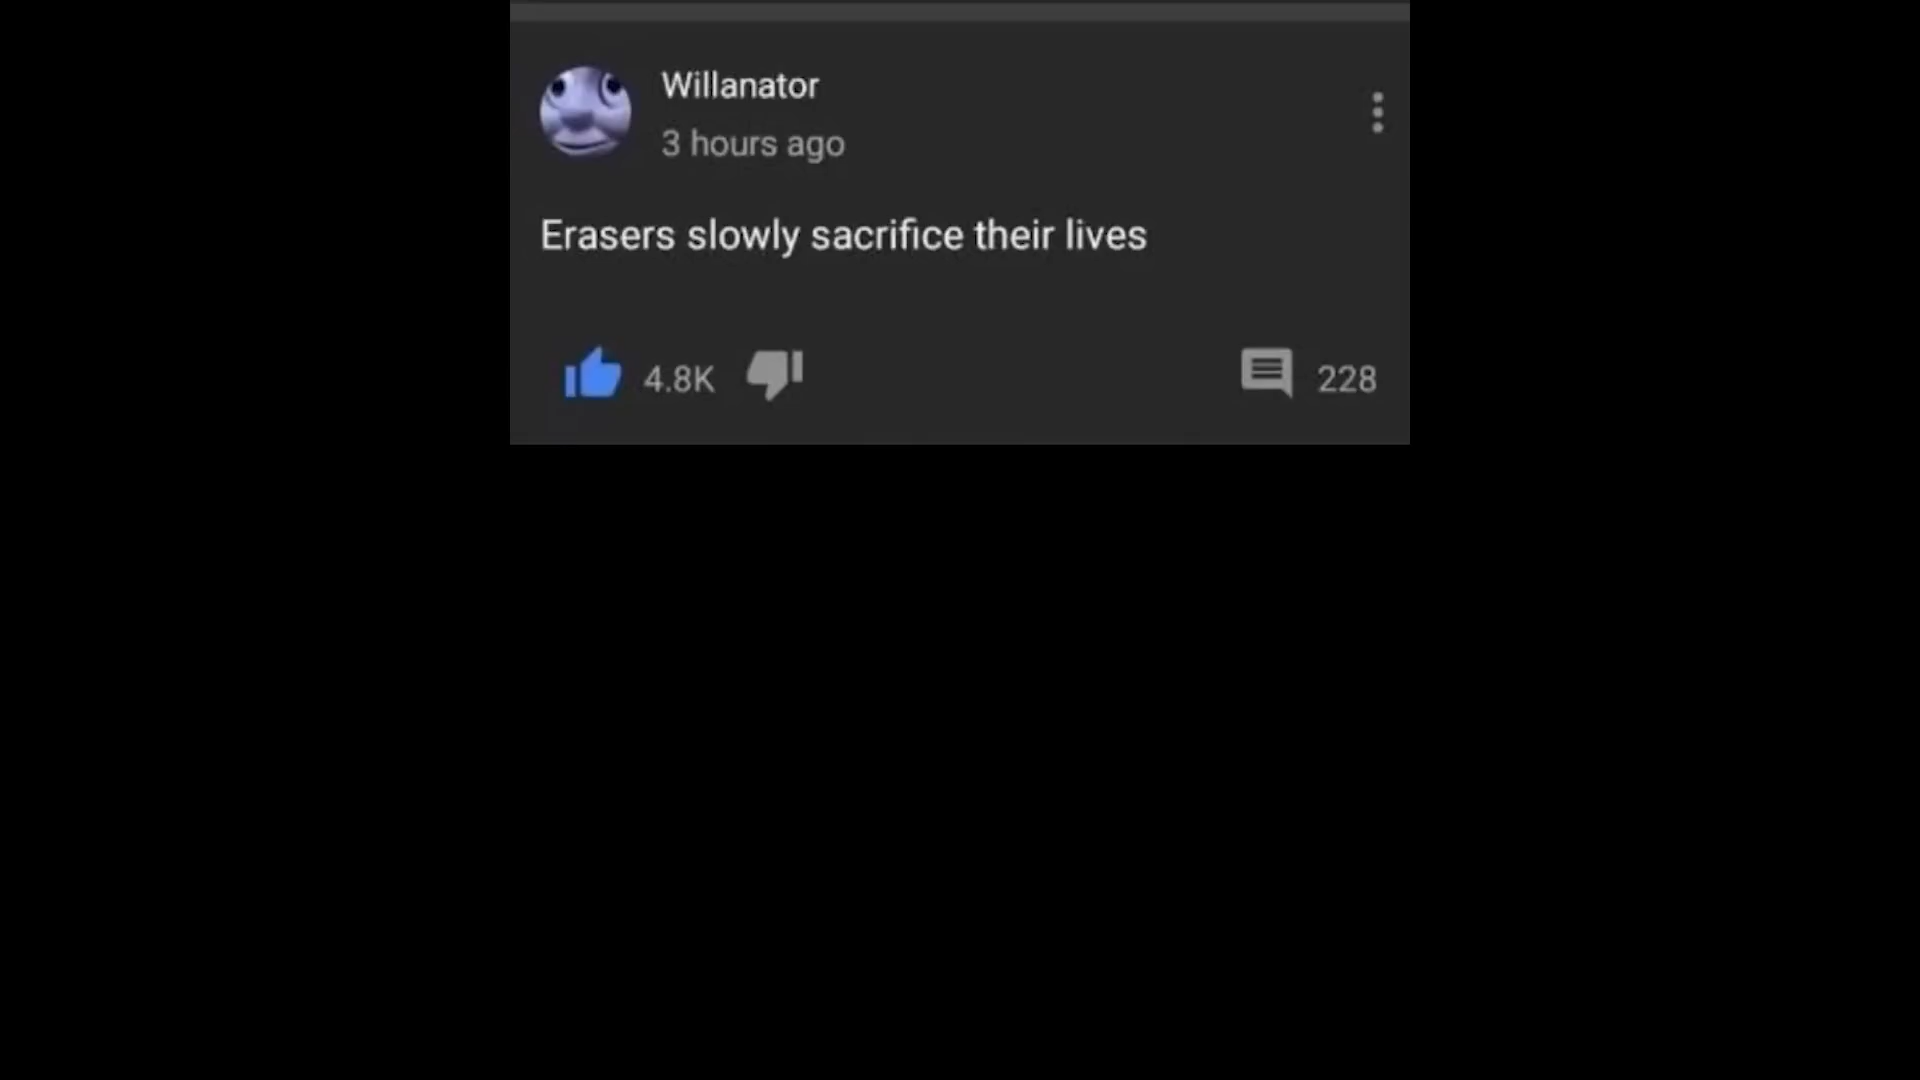 Willanator
3 hours ago
Erasers slowly sacrifice their lives
4.8K
228